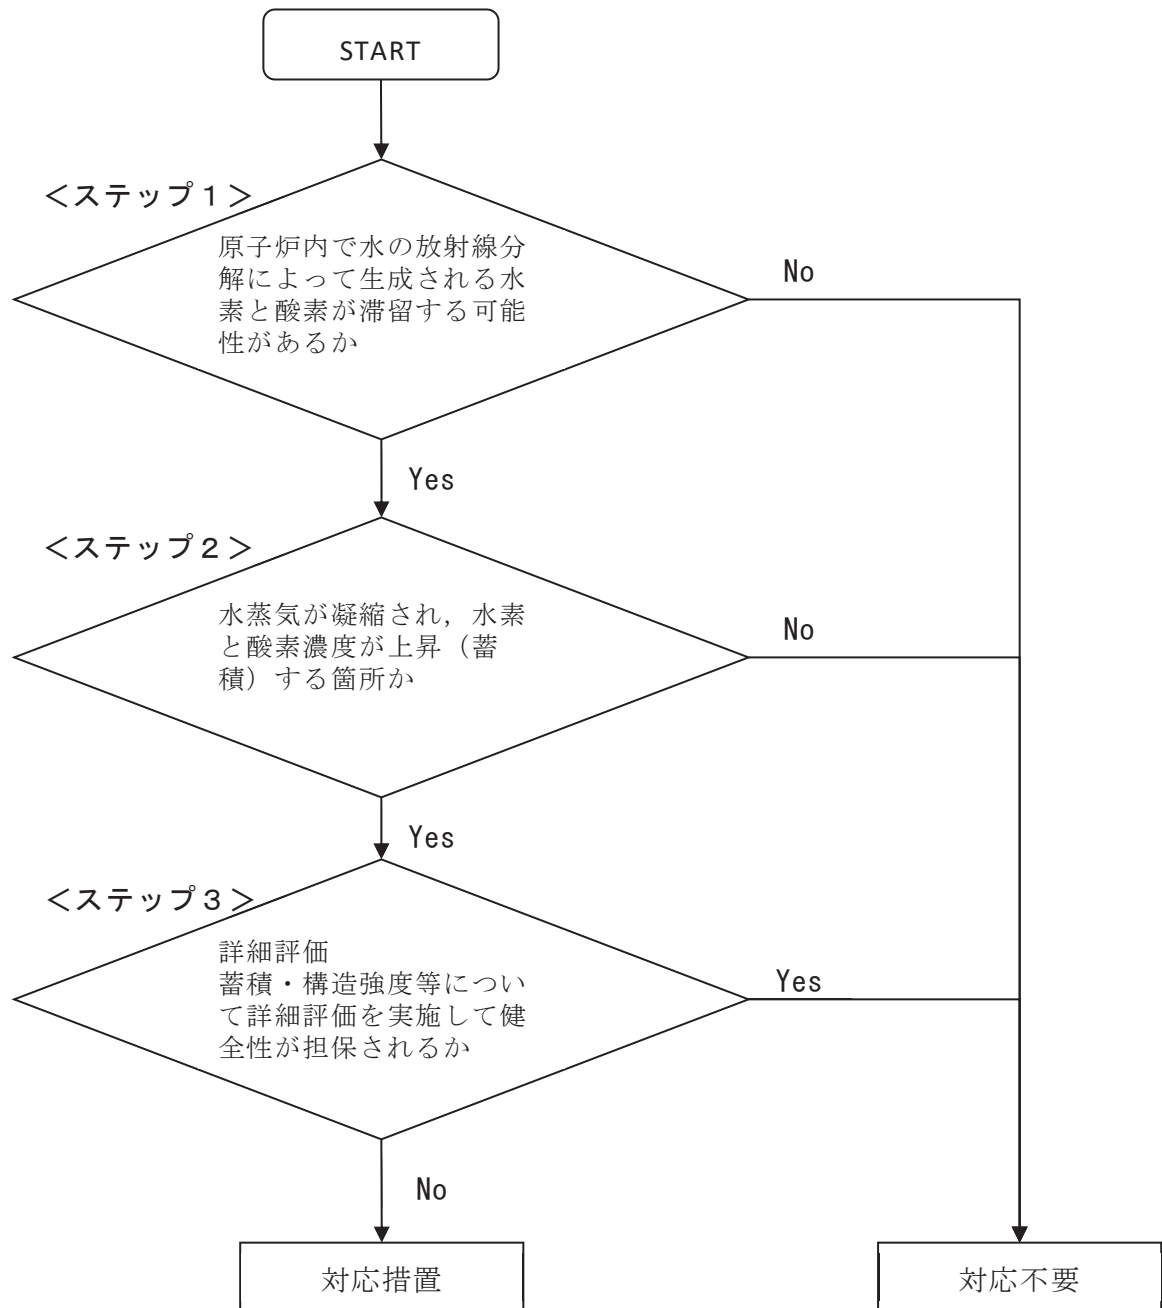 START
＜ステップ１＞
原子炉内で水の放射線分
解によって生成される水
素と酸素が滞留する可能
性があるか
No
Yes
＜ステップ２＞
水蒸気が凝縮され，水素
と酸素濃度が上昇（蓄
積）する箇所か
No
Yes
＜ステップ３＞
詳細評価
蓄積・構造強度等につい
て詳細評価を実施して健
全性が担保されるか
Yes
No
対応措置
対応不要